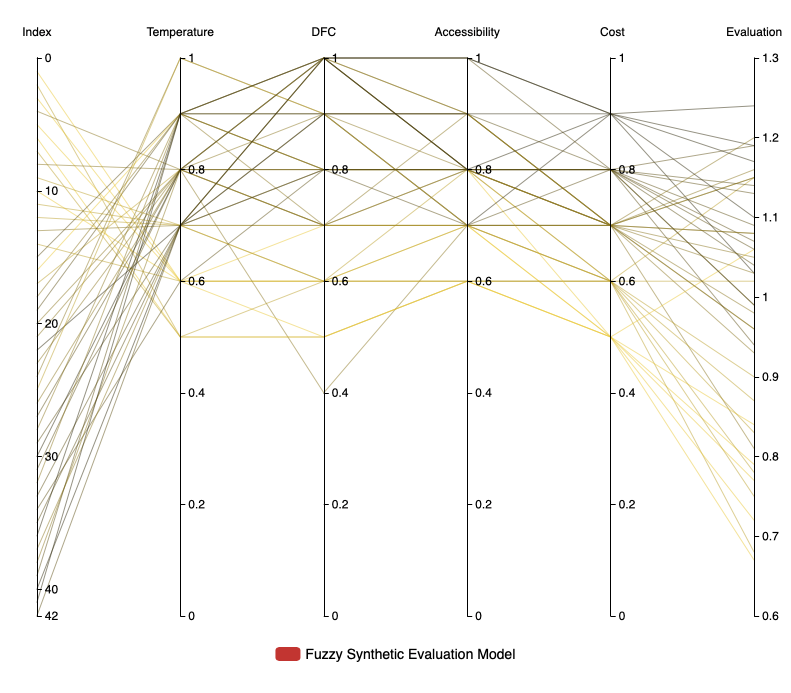 Index Temperature DFC Accessibility Cost Evaluation
0 1 1 1 1 1.3
1.2
0.8 0.8 0.8 0.8
10
1.1
0.6 0.6 0.6 0.6
1
20
0.9
0.4 0.4 0.4 0.4
30 0.8
0.2 0.2 0.2 0.2
0.7
40
42 0 0 0 0 0.6
Fuzzy Synthetic Evaluation Model